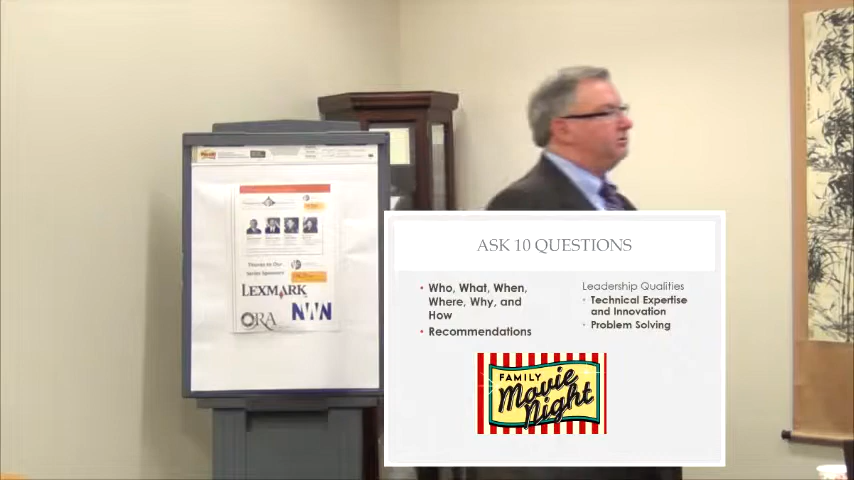 Thanks to Our
Series Sponsors
LEXMARK
ORA
NWN
ASK 10 QUESTIONS
• Who, What, When,
Where, Why, and
How
• Recommendations
Leadership Qualities
• Technical Expertise
and Innovation
• Problem Solving
FAMILY
Movie
Night